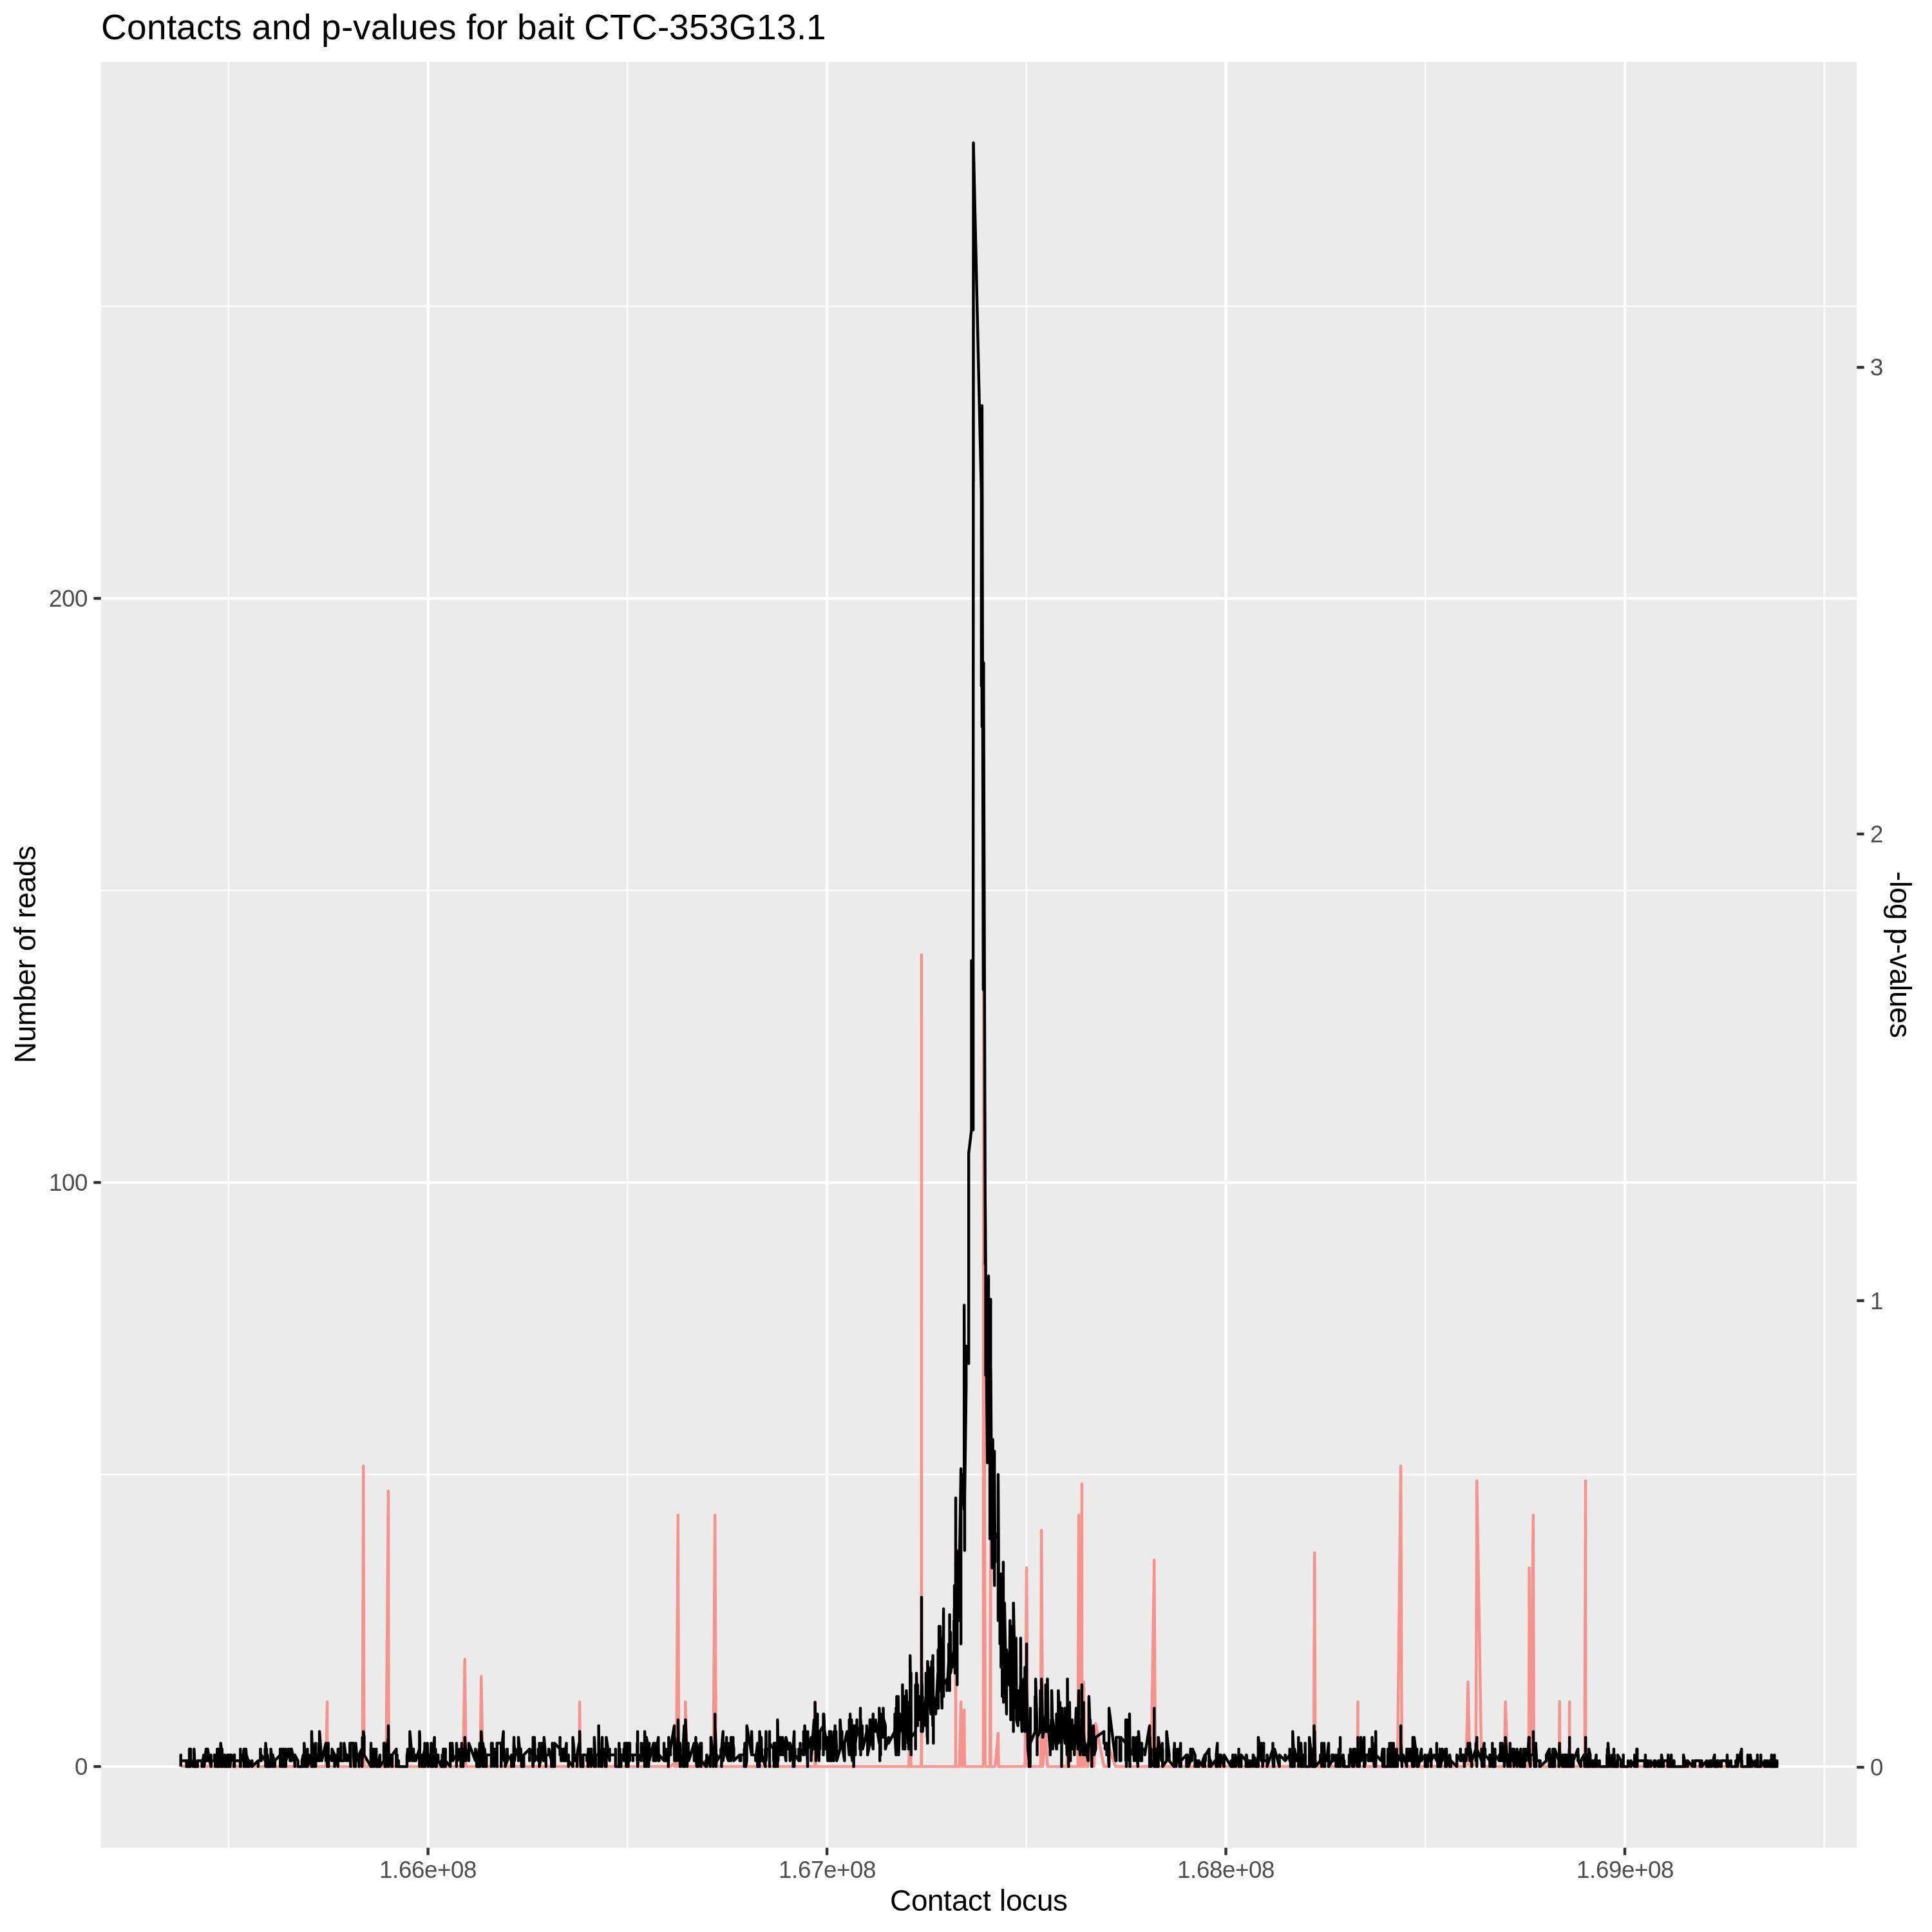 Contacts and p-values for bait CTC-353G13.1
Number of reads
200
100
0
3
2
1
0
-log p-values
1.66e+08
1.67e+08
1.68e+08
1.69e+08
Contact locus